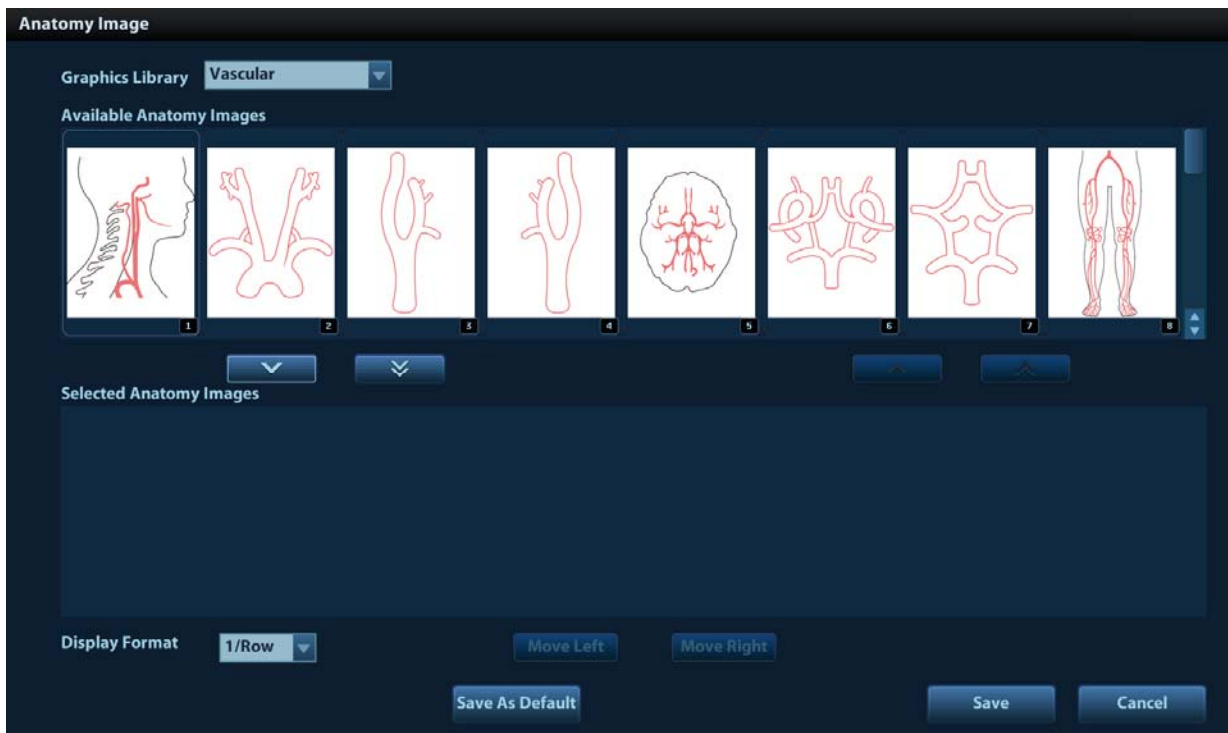 Anatomy Image
Graphics Library Vascular
Available Anatomy Images
1 2 3 4 5 6 7 8
Selected Anatomy Images
Display Format 1/Row Move Left Move Right
Save As Default Save Cancel